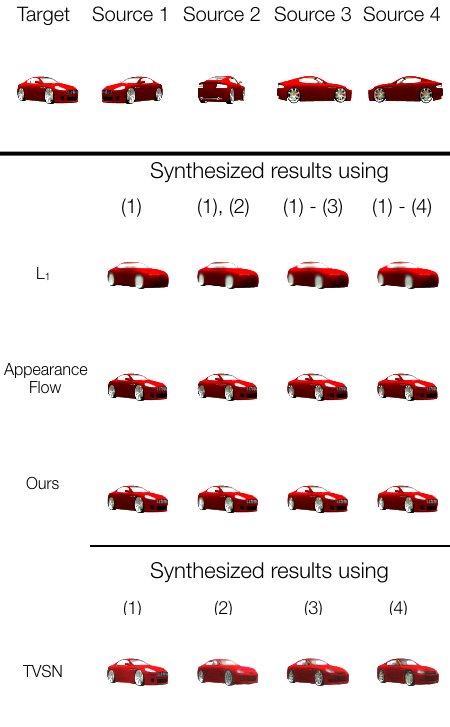 Target Source 1 Source 2 Source 3 Source 4
Synthesized results using
(1) (1), (2) (1) - (3) (1) - (4)
L₁
Appearance
Flow
Ours
Synthesized results using
(1) (2) (3) (4)
TVSN